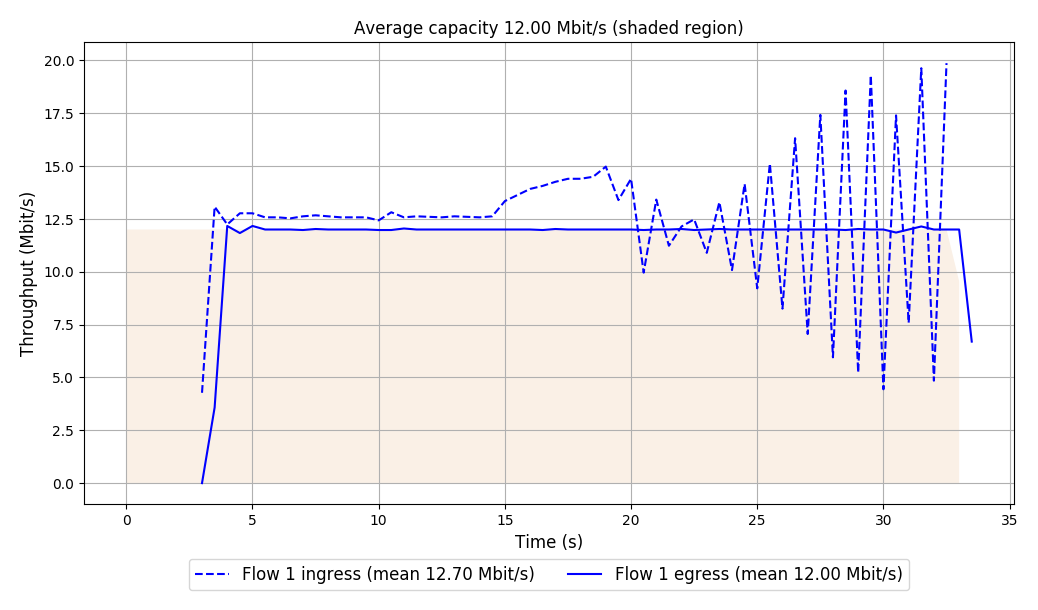 Average capacity 12.00 Mbit/s (shaded region)
Throughput (Mbit/s)
20.0
17.5
15.0
12.5
10.0
7.5
5.0
2.5
0.0
0 5 10 15 20 25 30 35
Time (s)
Flow 1 ingress (mean 12.70 Mbit/s) Flow 1 egress (mean 12.00 Mbit/s)